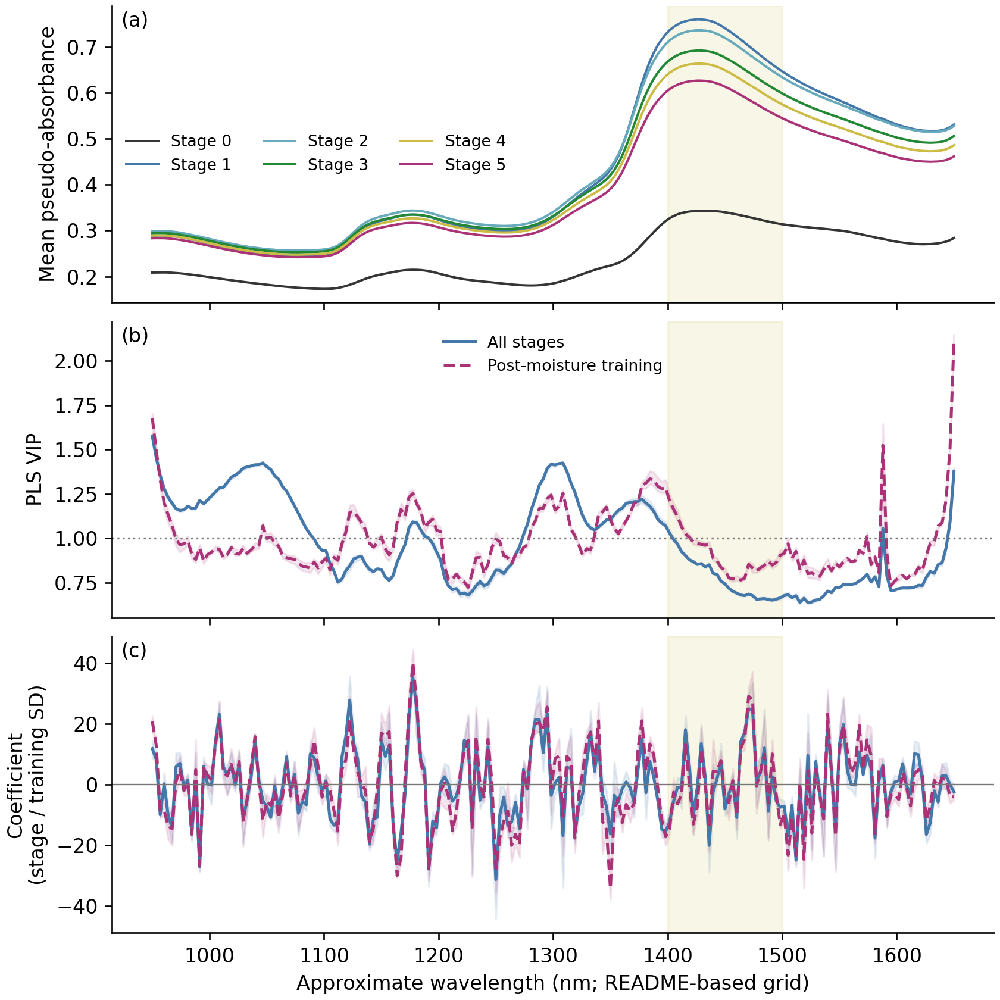 (a)
Mean pseudo-absorbance
0.7
0.6
0.5
0.4
0.3
0.2
Stage 0
Stage 2
Stage 4
Stage 1
Stage 3
Stage 5
(b)
PLS VIP
2.00
1.75
1.50
1.25
1.00
0.75
All stages
Post-moisture training
(c)
Coefficient
(stage / training SD)
40
20
0
−20
−40
1000
1100
1200
1300
1400
1500
1600
Approximate wavelength (nm; README-based grid)